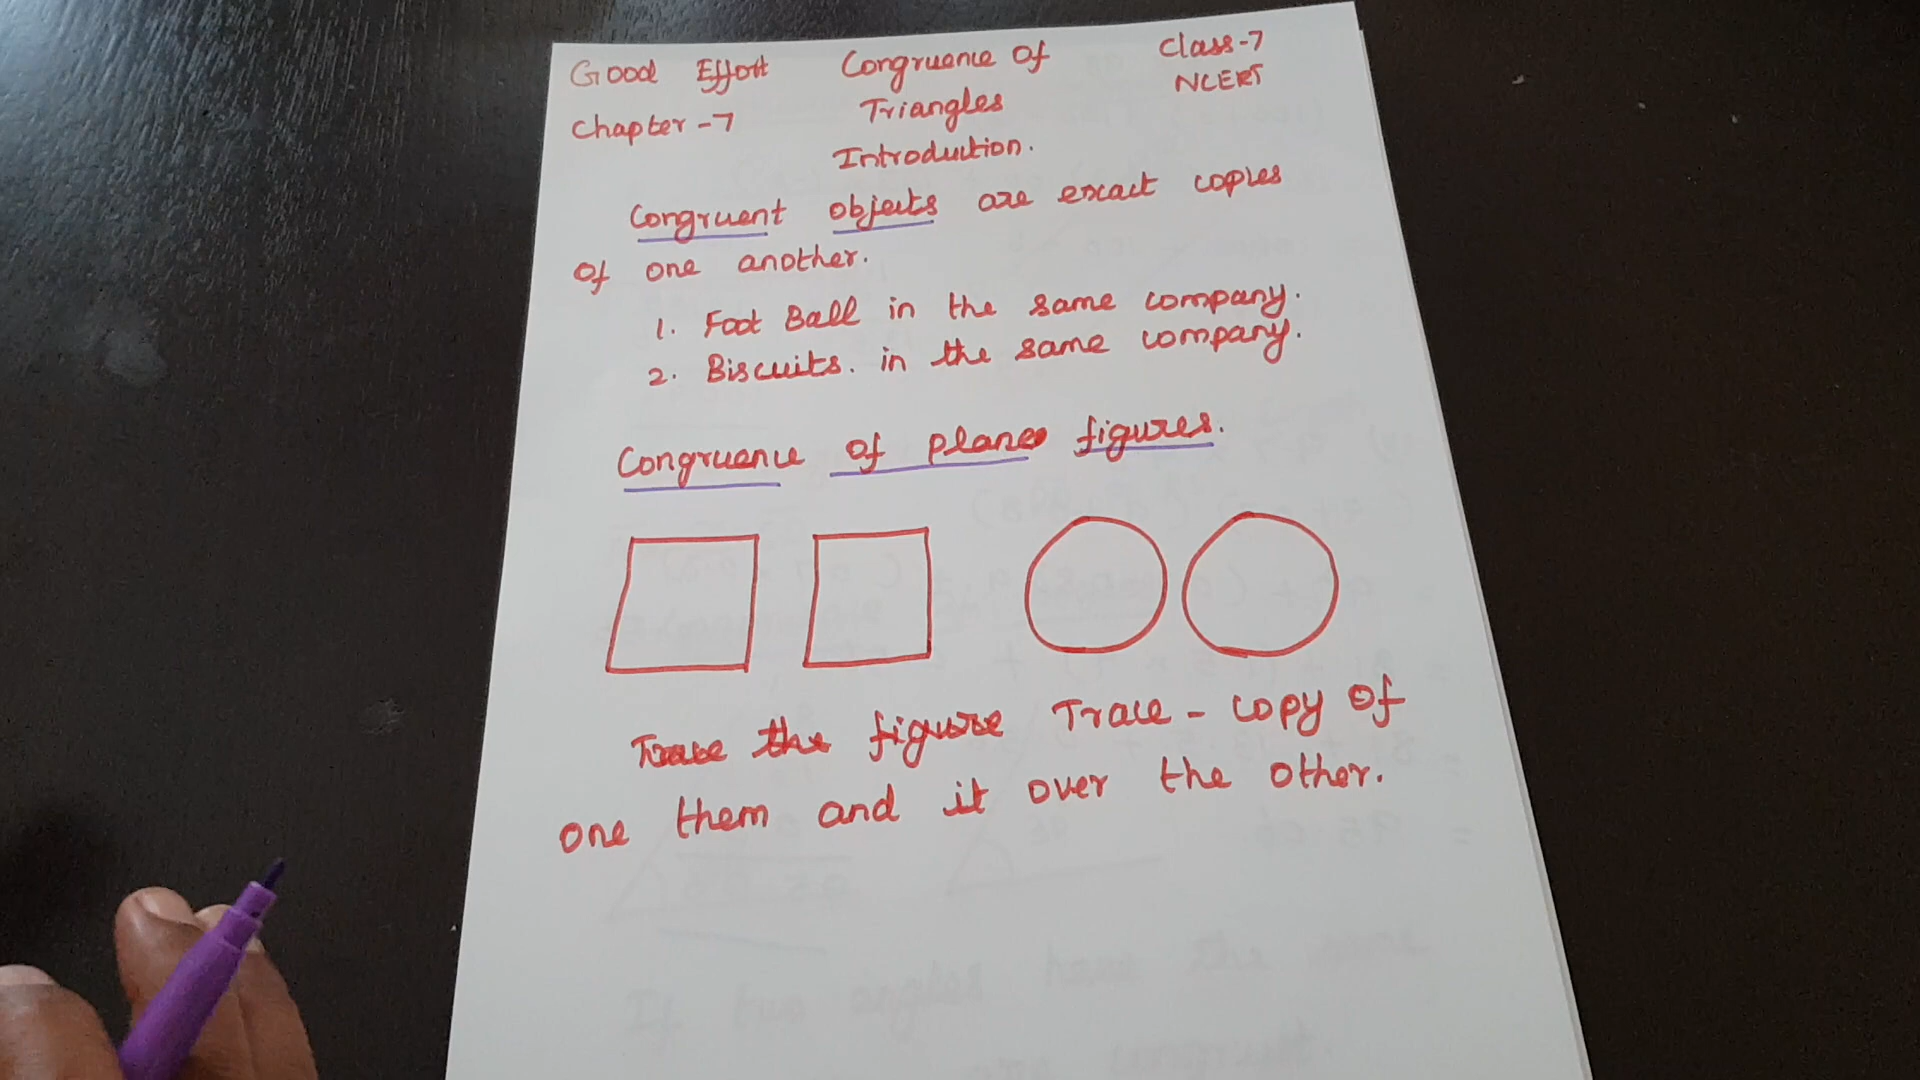 Good Effort Congruence Of Class-7
Chapter-7 Triangles NCERT
Introduction.
Congruent objects are exact copies
of one another.
1. Foot Ball in the same company.
2. Biscuits. in the same company.
Congruence of plane figures.
Trace the figure Trace-copy of
one them and it over the other.